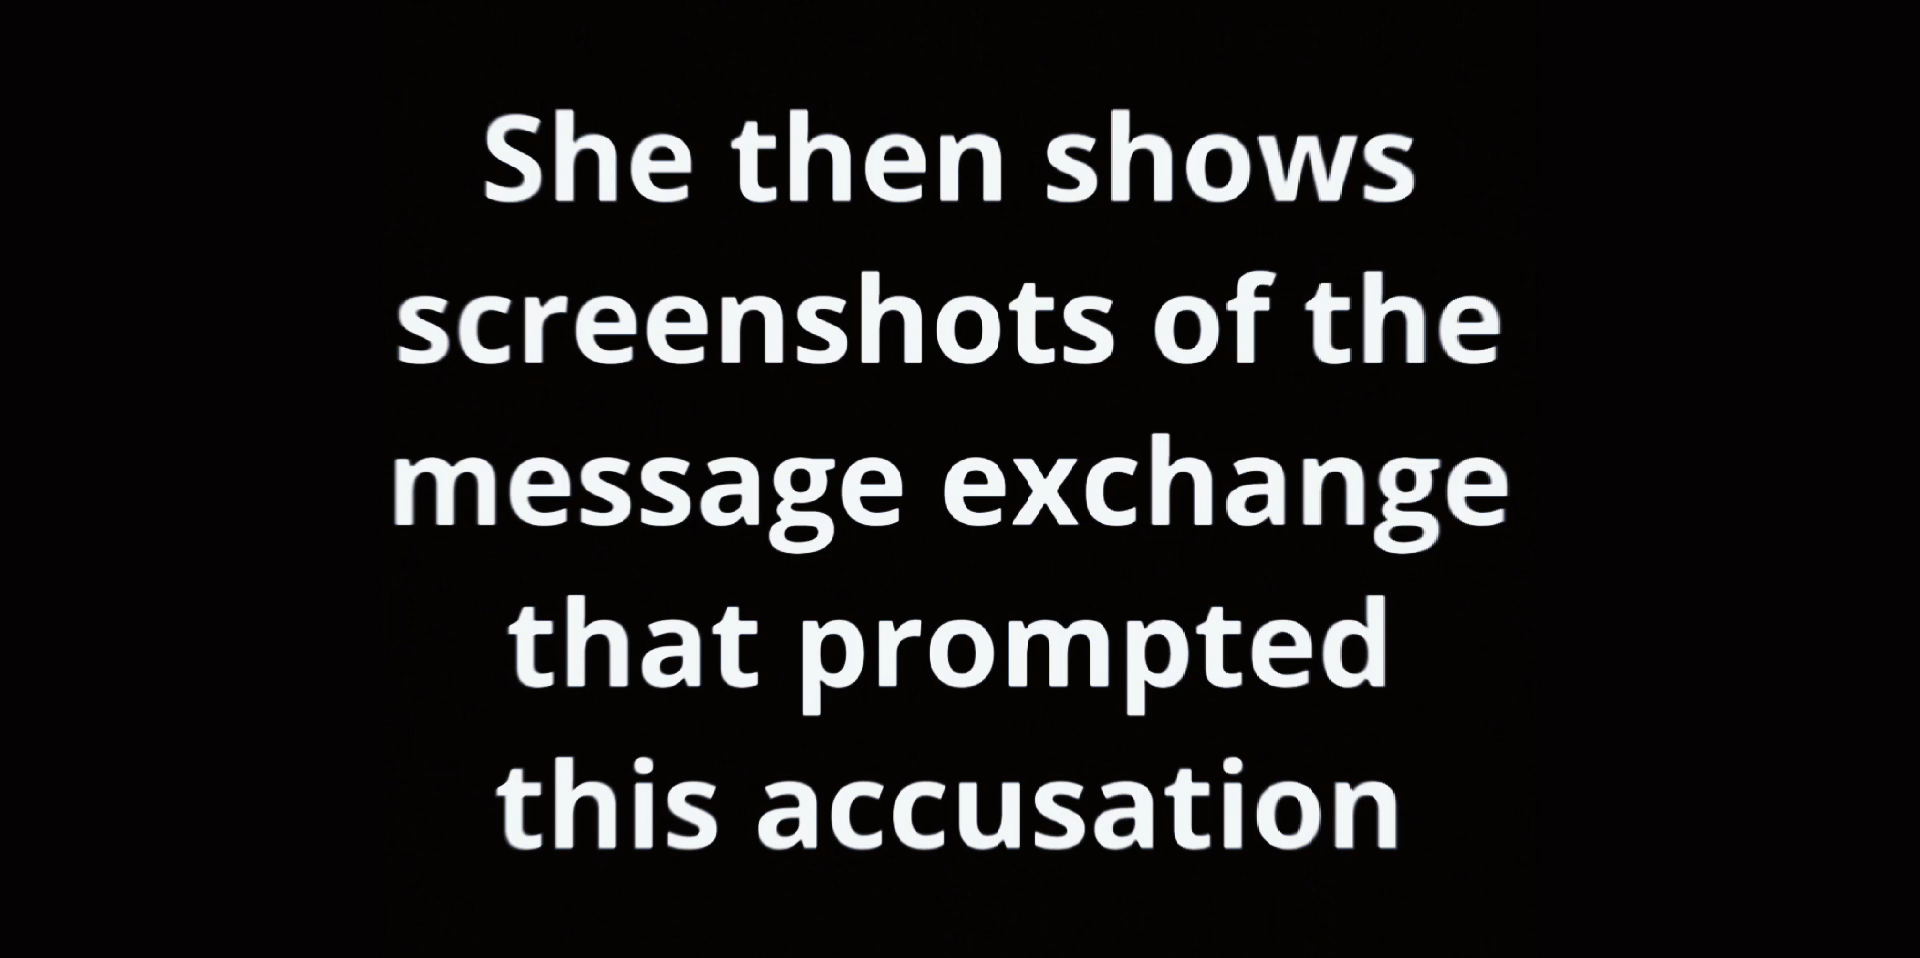 She then shows
screenshots of the
message exchange
that prompted
this accusation